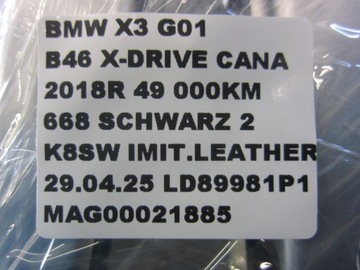 BMW X3 G01
B46 X-DRIVE CANA
2018R 49 000KM
668 SCHWARZ 2
K8SW IMIT.LEATHER
29.04.25 LD89981P1
MAG00021885